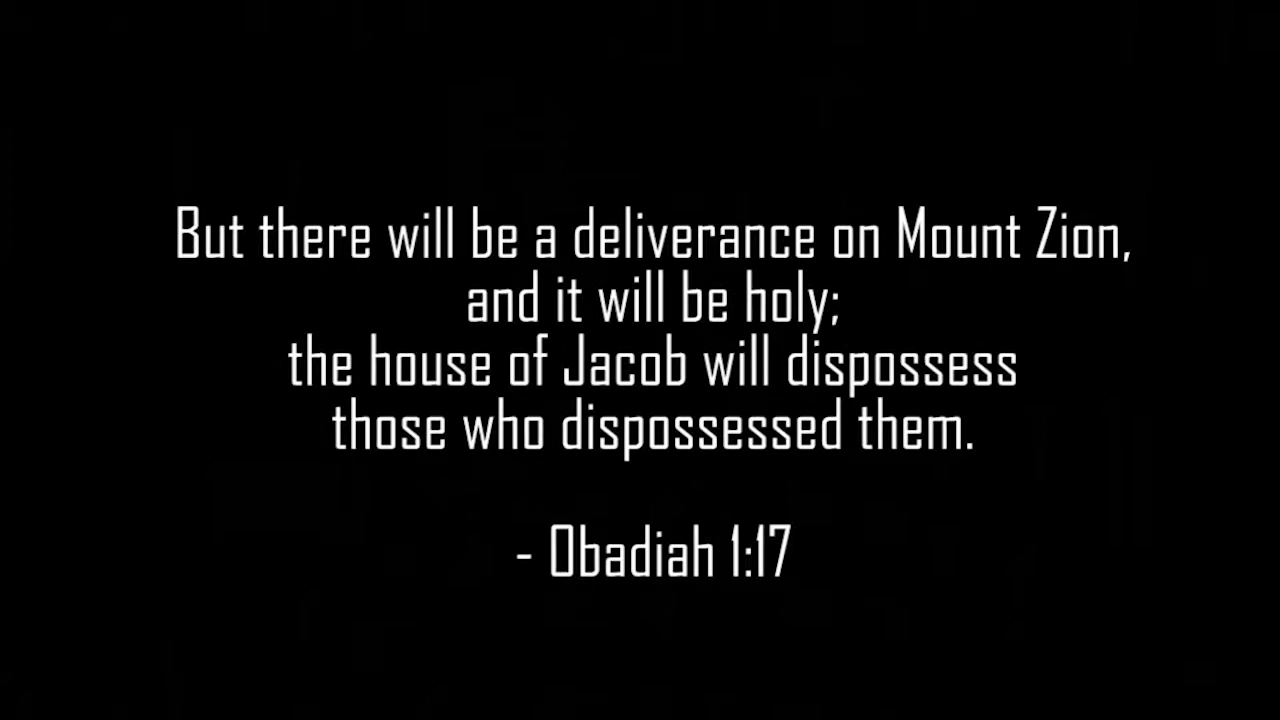 But there will be a deliverance on Mount Zion,
and it will be holy;
the house of Jacob will dispossess
those who dispossessed them.
- Obadiah 1:17